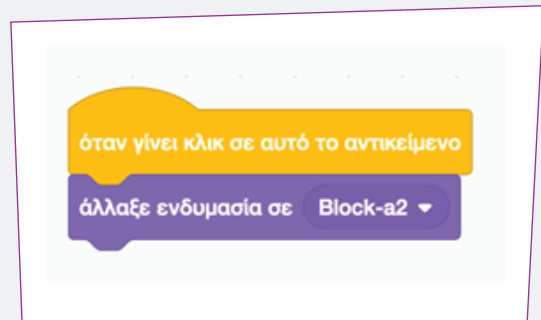 όταν γίνει κλικ σε αυτό το αντικείμενο
άλλαξε ενδυμασία σε Block-a2